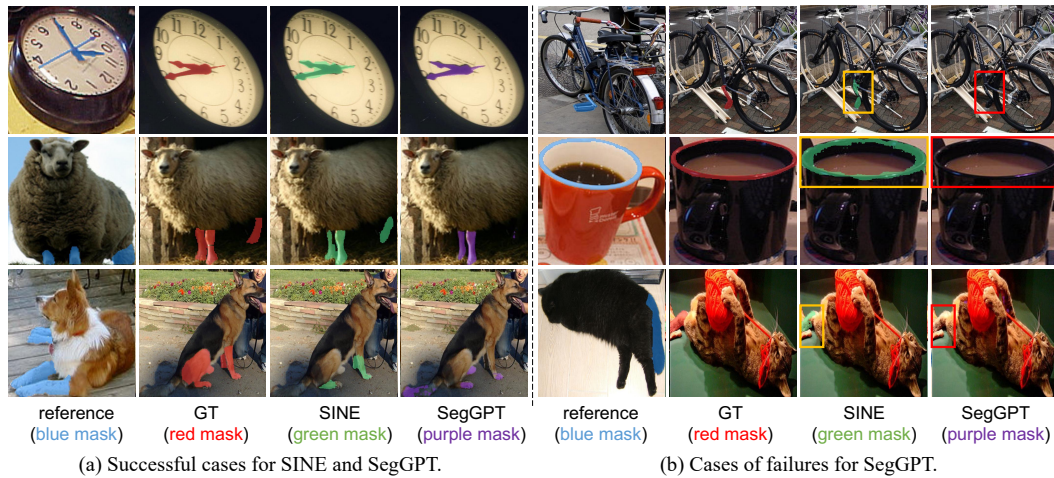 reference GT SINE SegGPT reference GT SINE SegGPT
(blue mask) (red mask) (green mask) (purple mask) (blue mask) (red mask) (green mask) (purple mask)
(a) Successful cases for SINE and SegGPT. (b) Cases of failures for SegGPT.